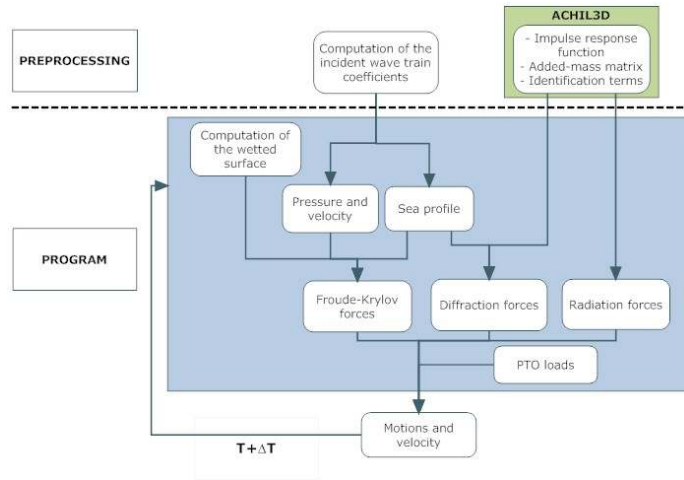 ACHIL3D
PREPROCESSING
Computation of the
incident wave train
coefficients
- Impulse response
function
- Added-mass matrix
- Identification terms
Computation of
the wetted
surface
Pressure and
velocity
Sea profile
PROGRAM
Froude-Krylov
forces
Diffraction forces
Radiation forces
PTO loads
Motions and
velocity
T+ΔT